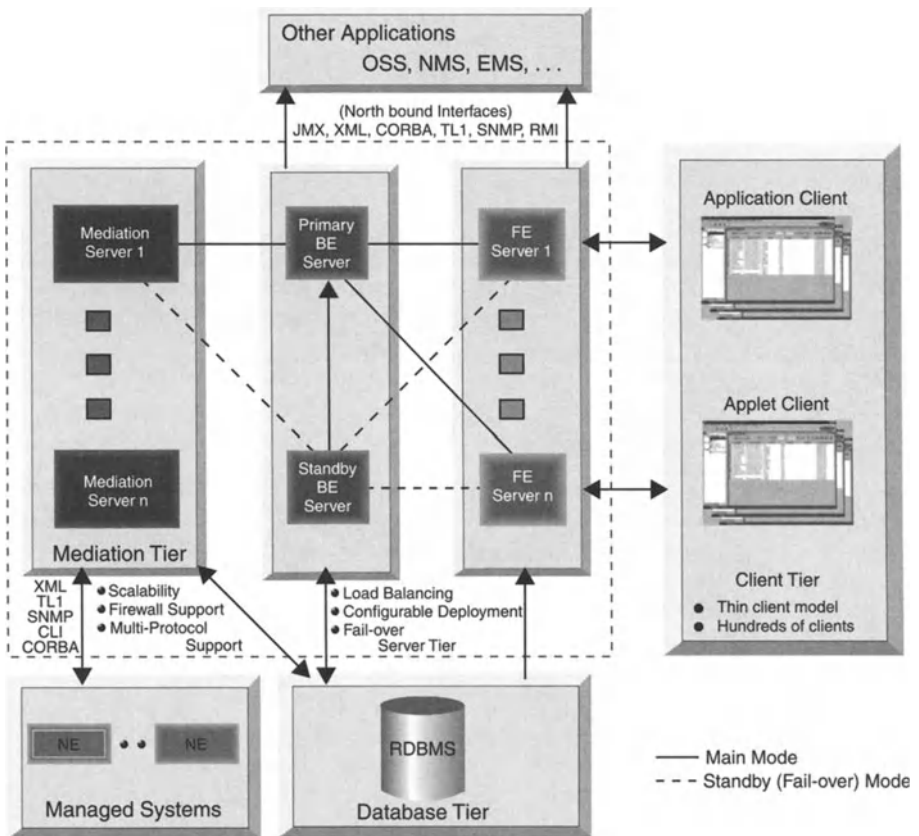 Other Applications
OSS, NMS, EMS, . . .
(North bound Interfaces)
JMX, XML, CORBA, TL1, SNMP, RMI
Mediation
Server 1
Primary
BE
Server
FE
Server 1
Mediation
Server n
Standby
BE
Server
FE
Server n
Mediation Tier
Application Client
Applet Client
Client Tier
Thin client model
Hundreds of clients
XML
TL1
SNMP
CLI
CORBA
Scalability
Firewall Support
Multi-Protocol
Support
Load Balancing
Configurable Deployment
Fail-over
Server Tier
NE
NE
Managed Systems
RDBMS
Database Tier
Main Mode
Standby (Fail-over) Mode